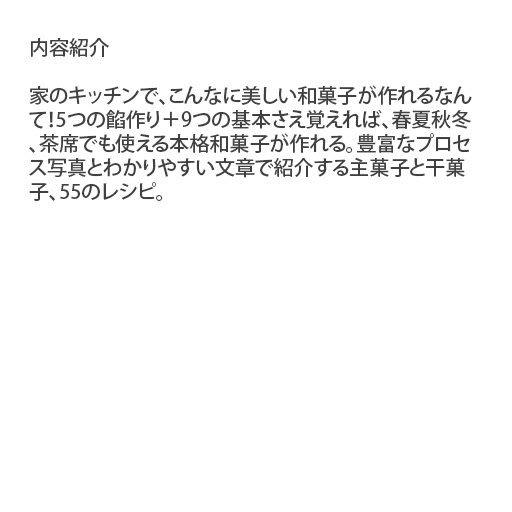 内容紹介
家のキッチンで、こんなに美しい和菓子が作れるなん
て!5つの餡作り＋9つの基本さえ覚えれば、春夏秋冬
、茶席でも使える本格和菓子が作れる。豊富なプロセ
ス写真とわかりやすい文章で紹介する主菓子と干菓
子、55のレシピ。